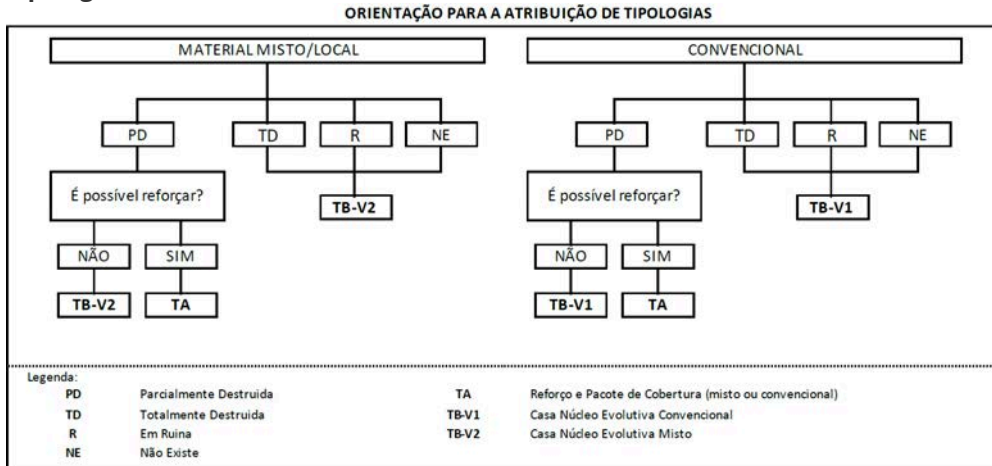 ORIENTAÇÃO PARA A ATRIBUIÇÃO DE TIPOLOGIAS
MATERIAL MISTO/LOCAL
CONVENCIONAL
PD TD R NE
PD TD R NE
É possível reforçar?
TB-V2
É possível reforçar?
TB-V1
NÃO SIM
NÃO SIM
TB-V2 TA
TB-V1 TA
Legenda:
PD Parcialmente Destruida
TA Reforço e Pacote de Cobertura (misto ou convencional)
TD Totalmente Destruida
TB-V1 Casa Núcleo Evolutiva Convencional
R Em Ruina
TB-V2 Casa Núcleo Evolutiva Misto
NE Não Existe